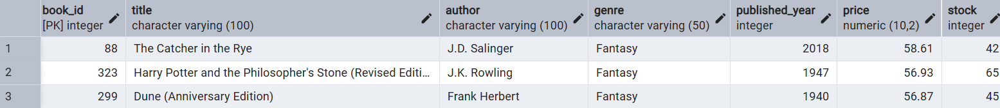 book_id title author genre published_year price stock
[PK] integer character varying (100) character varying (100) character varying (50) integer numeric (10,2) integer
1 88 The Catcher in the Rye J.D. Salinger Fantasy 2018 58.61 42
2 323 Harry Potter and the Philosopher's Stone (Revised Editi… J.K. Rowling Fantasy 1947 56.93 65
3 299 Dune (Anniversary Edition) Frank Herbert Fantasy 1940 56.87 45